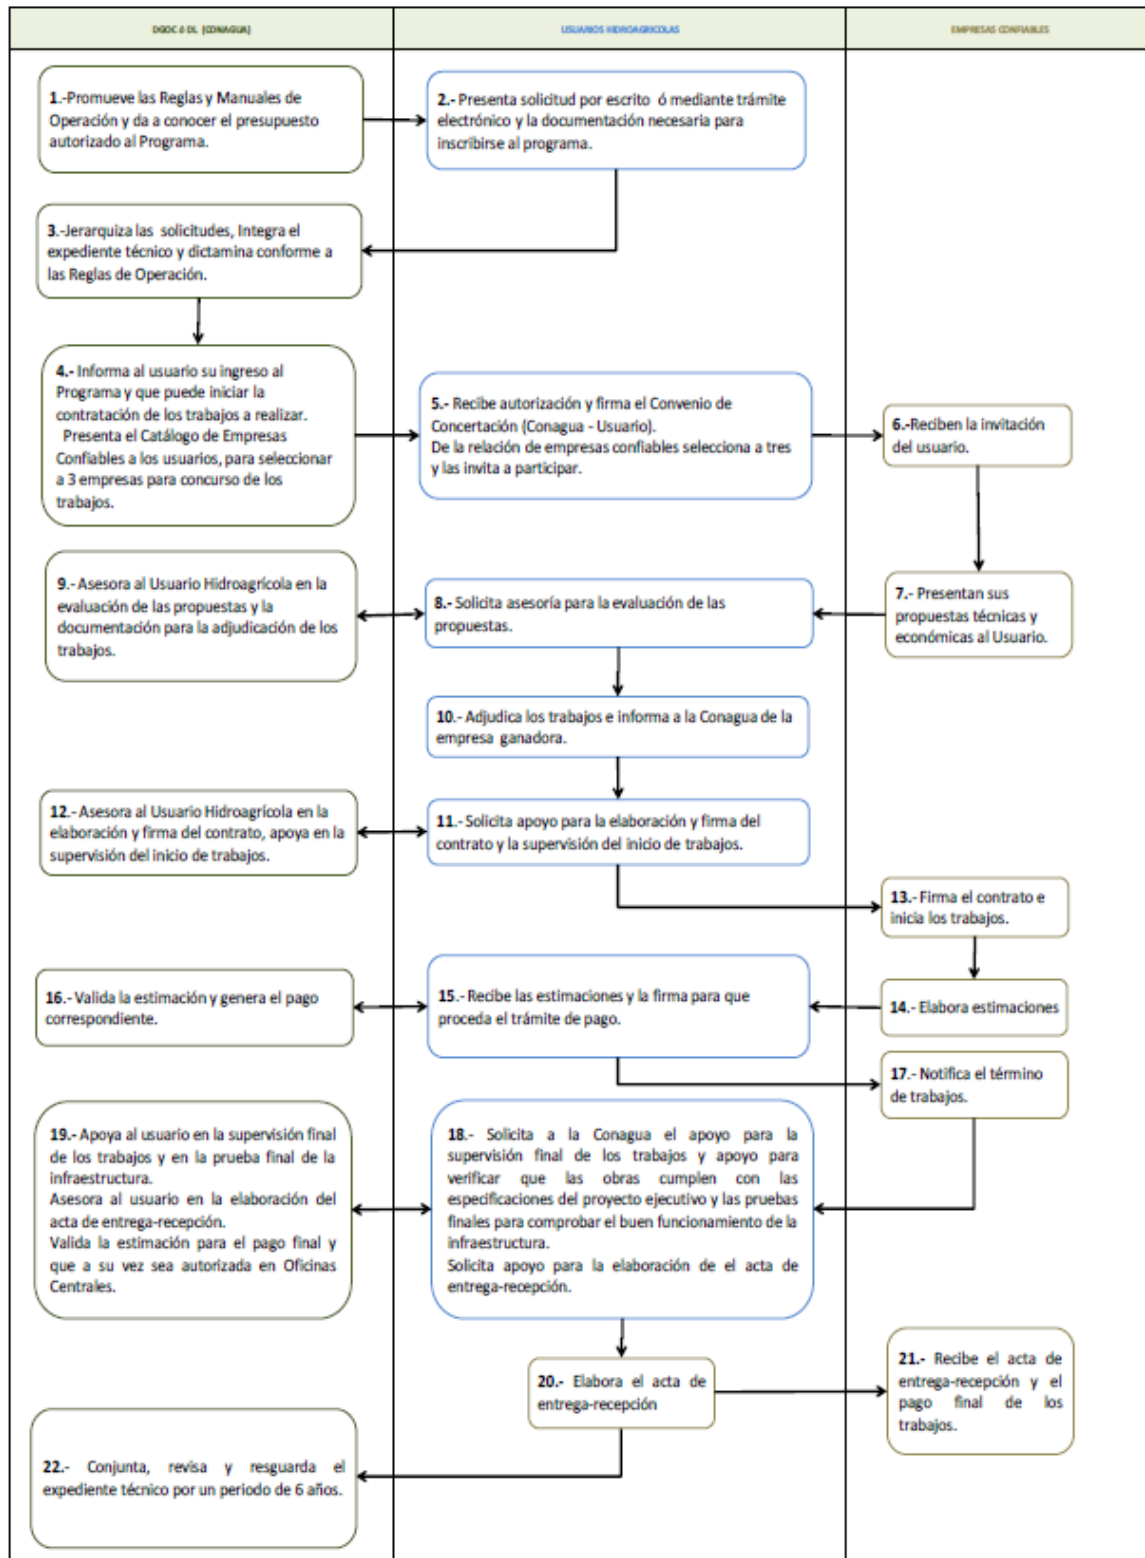 DGOC ó DL (CONAGUA)
USUARIOS HIDROAGRICOLAS
EMPRESAS CONFIABLES
1.-Promueve las Reglas y Manuales de
Operación y da a conocer el presupuesto
autorizado al Programa.
2.- Presenta solicitud por escrito ó mediante trámite
electrónico y la documentación necesaria para
inscribirse al programa.
3.-Jerarquiza las solicitudes, Integra el
expediente técnico y dictamina conforme a
las Reglas de Operación.
4.- Informa al usuario su ingreso al
Programa y que puede iniciar la
contratación de los trabajos a realizar.
Presenta el Catálogo de Empresas
Confiables a los usuarios, para seleccionar
a 3 empresas para concurso de los
trabajos.
5.- Recibe autorización y firma el Convenio de
Concertación (Conagua - Usuario).
De la relación de empresas confiables selecciona a tres
y las invita a participar.
6.-Reciben la invitación
del usuario.
7.- Presentan sus
propuestas técnicas y
económicas al Usuario.
8.- Solicita asesoría para la evaluación de las
propuestas.
9.- Asesora al Usuario Hidroagrícola en la
evaluación de las propuestas y la
documentación para la adjudicación de los
trabajos.
10.- Adjudica los trabajos e informa a la Conagua de la
empresa ganadora.
11.- Solicita apoyo para la elaboración y firma del
contrato y la supervisión del inicio de trabajos.
12.- Asesora al Usuario Hidroagrícola en la
elaboración y firma del contrato, apoya en la
supervisión del inicio de trabajos.
13.- Firma el contrato e
inicia los trabajos.
14.- Elabora estimaciones
15.- Recibe las estimaciones y la firma para que
proceda el trámite de pago.
16.- Valida la estimación y genera el pago
correspondiente.
17.- Notifica el término
de trabajos.
18.- Solicita a la Conagua el apoyo para la
supervisión final de los trabajos y apoyo para
verificar que las obras cumplen con las
especificaciones del proyecto ejecutivo y las pruebas
finales para comprobar el buen funcionamiento de la
infraestructura.
Solicita apoyo para la elaboración de el acta de
entrega-recepción.
19.- Apoya al usuario en la supervisión final
de los trabajos y en la prueba final de la
infraestructura.
Asesora al usuario en la elaboración del
acta de entrega-recepción.
Valida la estimación para el pago final y
que a su vez sea autorizada en Oficinas
Centrales.
20.- Elabora el acta de
entrega-recepción
21.- Recibe el acta de
entrega-recepción y el
pago final de los
trabajos.
22.- Conjunta, revisa y resguarda el
expediente técnico por un periodo de 6 años.